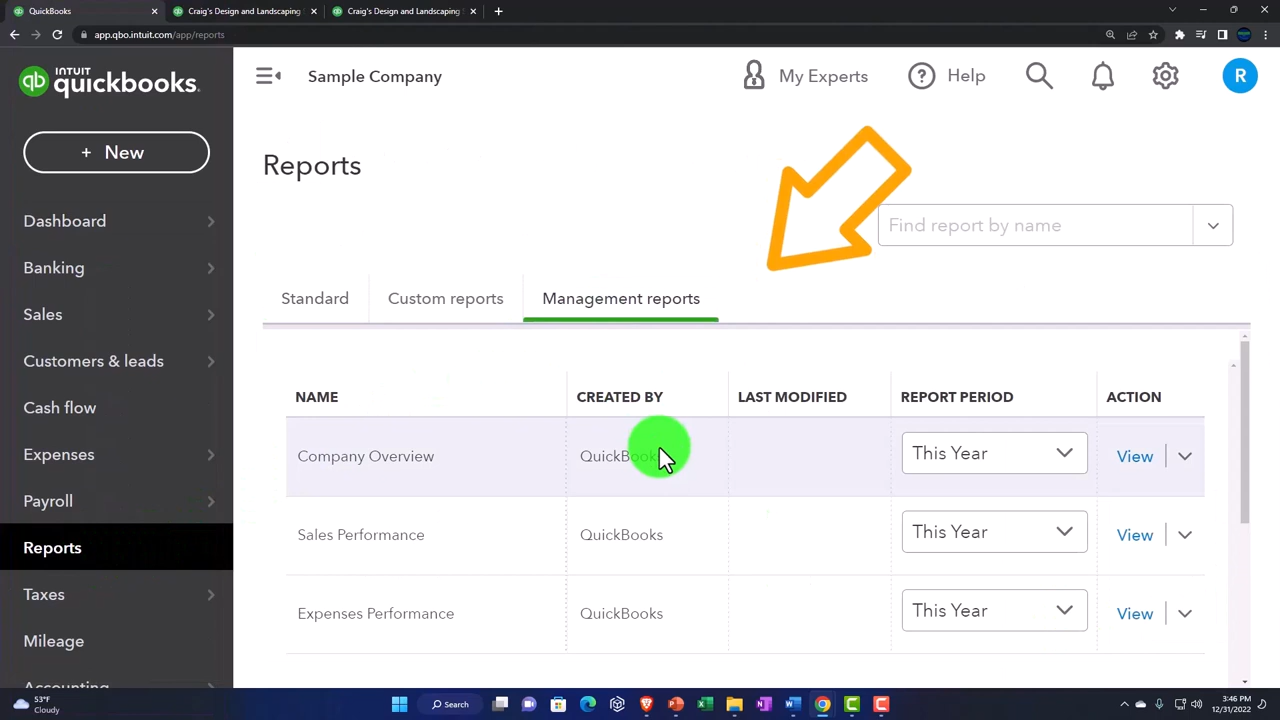 QuickBooks
Craig's Design and Landscaping
Craig's Design and Landscaping
app.qbo.intuit.com/app/reports
INTUIT
quickbooks.
Sample Company
My Experts
Help
R
+ New
Reports
Find report by name
Dashboard
Banking
Sales
Customers & leads
Cash flow
Expenses
Payroll
Reports
Taxes
Mileage
Accounting
Standard
Custom reports
Management reports
NAME
CREATED BY
LAST MODIFIED
REPORT PERIOD
ACTION
Company Overview
QuickBooks
This Year
View
Sales Performance
QuickBooks
This Year
View
Expenses Performance
QuickBooks
This Year
View
53°F
Cloudy
Search
3:46 PM
12/31/2022